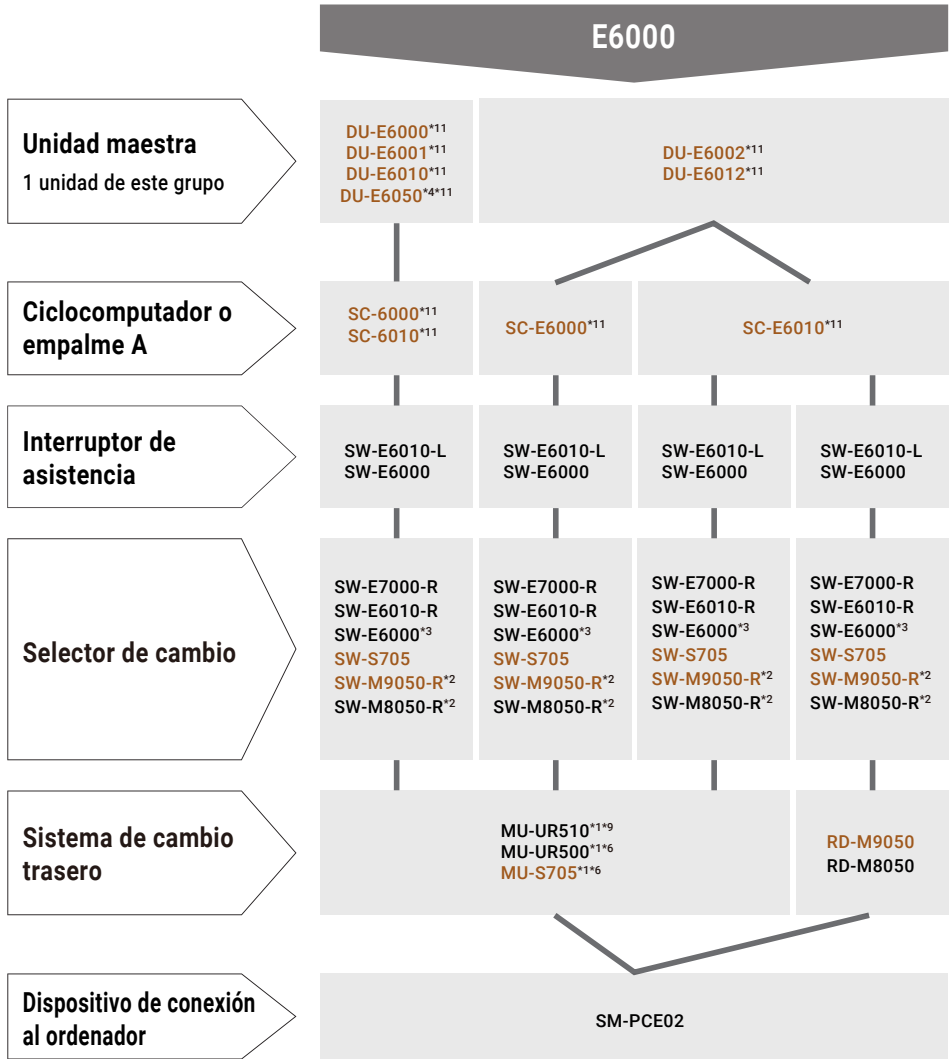 E6000
Unidad maestra
1 unidad de este grupo
DU-E6000*11
DU-E6001*11
DU-E6010*11
DU-E6050*4*11
DU-E6002*11
DU-E6012*11
Ciclocomputador o
empalme A
SC-6000*11
SC-6010*11
SC-E6000*11
SC-E6010*11
Interruptor de
asistencia
SW-E6010-L
SW-E6000
SW-E6010-L
SW-E6000
SW-E6010-L
SW-E6000
SW-E6010-L
SW-E6000
Selector de cambio
SW-E7000-R
SW-E6010-R
SW-E6000*3
SW-S705
SW-M9050-R*2
SW-M8050-R*2
SW-E7000-R
SW-E6010-R
SW-E6000*3
SW-S705
SW-M9050-R*2
SW-M8050-R*2
SW-E7000-R
SW-E6010-R
SW-E6000*3
SW-S705
SW-M9050-R*2
SW-M8050-R*2
SW-E7000-R
SW-E6010-R
SW-E6000*3
SW-S705
SW-M9050-R*2
SW-M8050-R*2
Sistema de cambio
trasero
MU-UR510*1*9
MU-UR500*1*6
MU-S705*1*6
RD-M9050
RD-M8050
Dispositivo de conexión
al ordenador
SM-PCE02